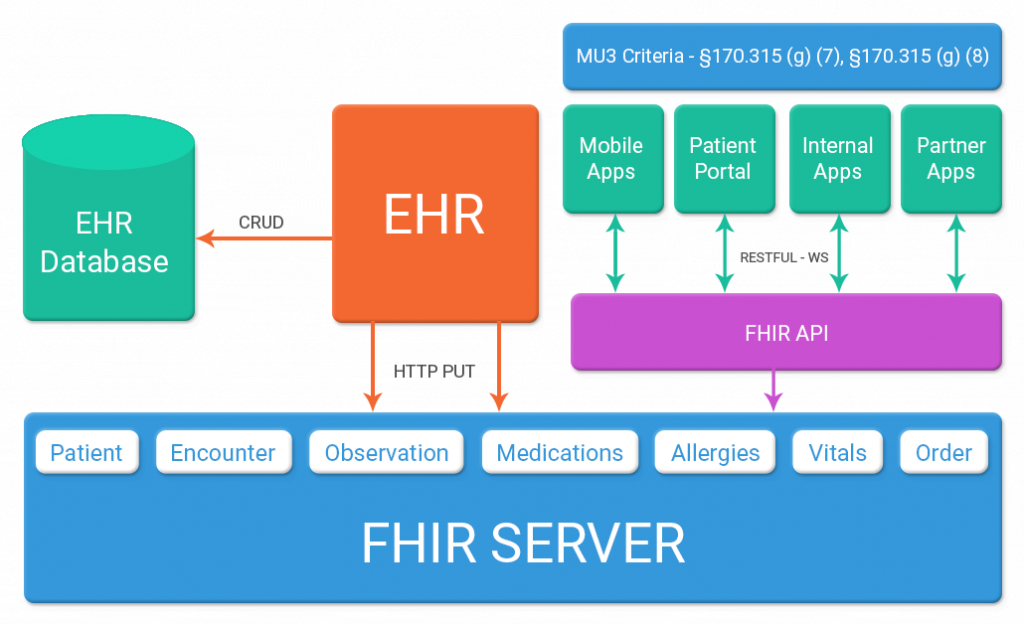 MU3 Criteria - §170.315 (g) (7), §170.315 (g) (8)
Mobile
Apps
Patient
Portal
Internal
Apps
Partner
Apps
EHR
Database
CRUD
EHR
RESTFUL - WS
FHIR API
HTTP PUT
Patient
Encounter
Observation
Medications
Allergies
Vitals
Order
FHIR SERVER